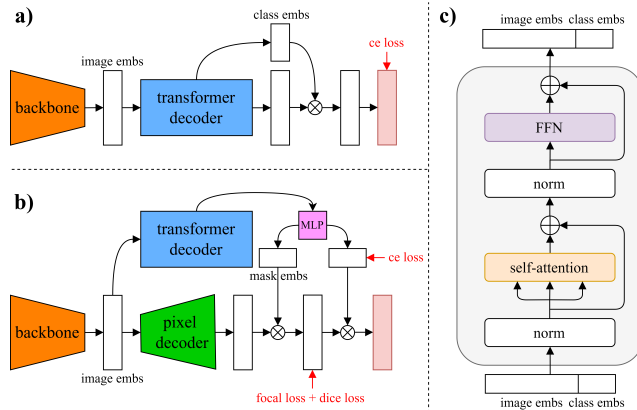 a)
class embs
ce loss
image embs
backbone
transformer
decoder
b)
transformer
decoder
MLP
mask embs
ce loss
backbone
pixel
decoder
image embs
focal loss + dice loss
c)
image embs class embs
FFN
norm
self-attention
norm
image embs class embs